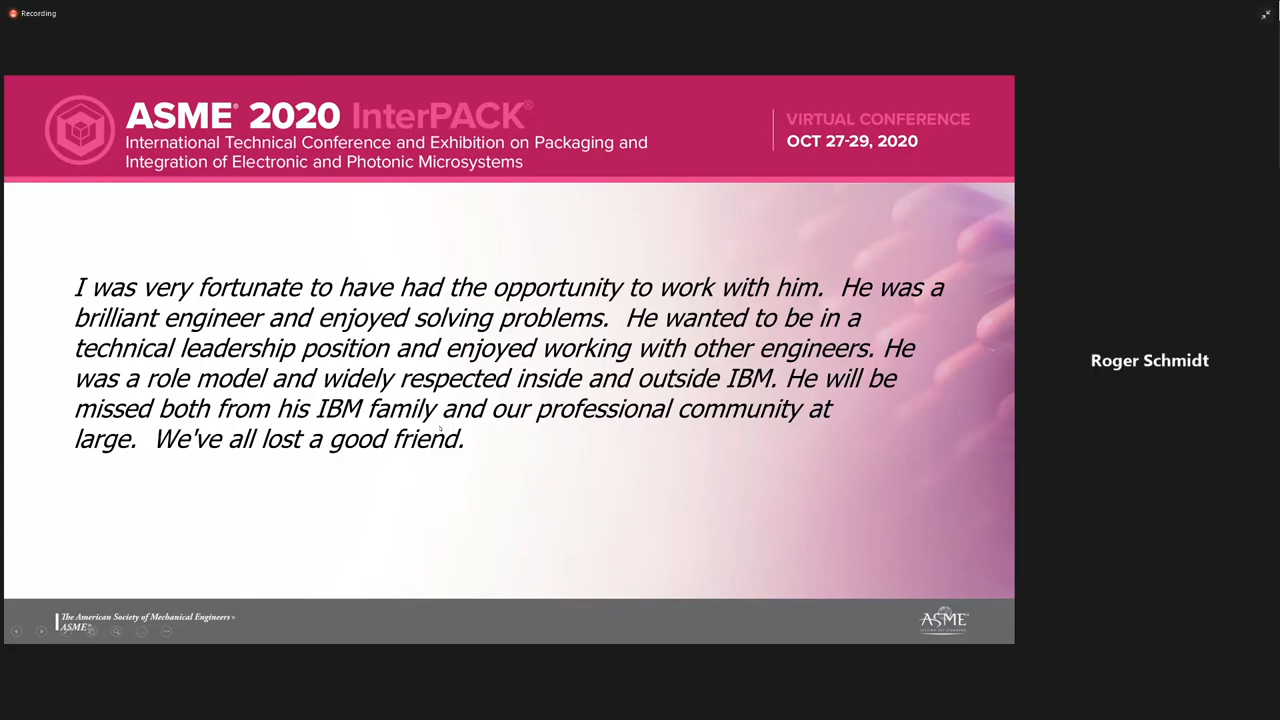 Recording
ASME® 2020 InterPACK®
International Technical Conference and Exhibition on Packaging and
Integration of Electronic and Photonic Microsystems
VIRTUAL CONFERENCE
OCT 27-29, 2020
I was very fortunate to have had the opportunity to work with him.  He was a
brilliant engineer and enjoyed solving problems.  He wanted to be in a
technical leadership position and enjoyed working with other engineers. He
was a role model and widely respected inside and outside IBM. He will be
missed both from his IBM family and our professional community at
large.  We've all lost a good friend.
Roger Schmidt
The American Society of Mechanical Engineers®
ASME®
ASME®